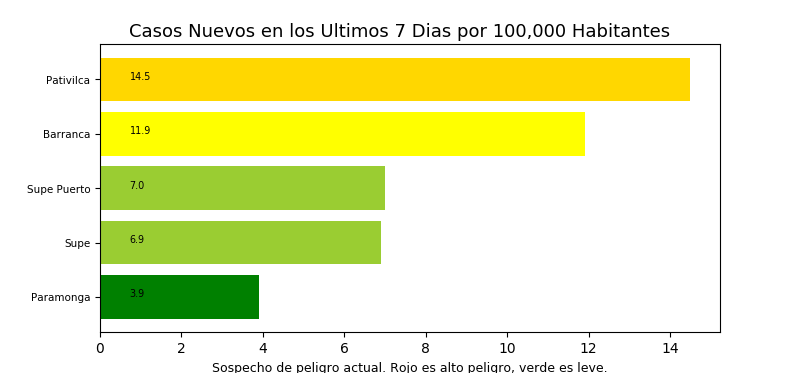 Casos Nuevos en los Ultimos 7 Dias por 100,000 Habitantes
Pativilca 14.5
Barranca 11.9
Supe Puerto 7.0
Supe 6.9
Paramonga 3.9
0 2 4 6 8 10 12 14
Sospecho de peligro actual. Rojo es alto peligro, verde es leve.